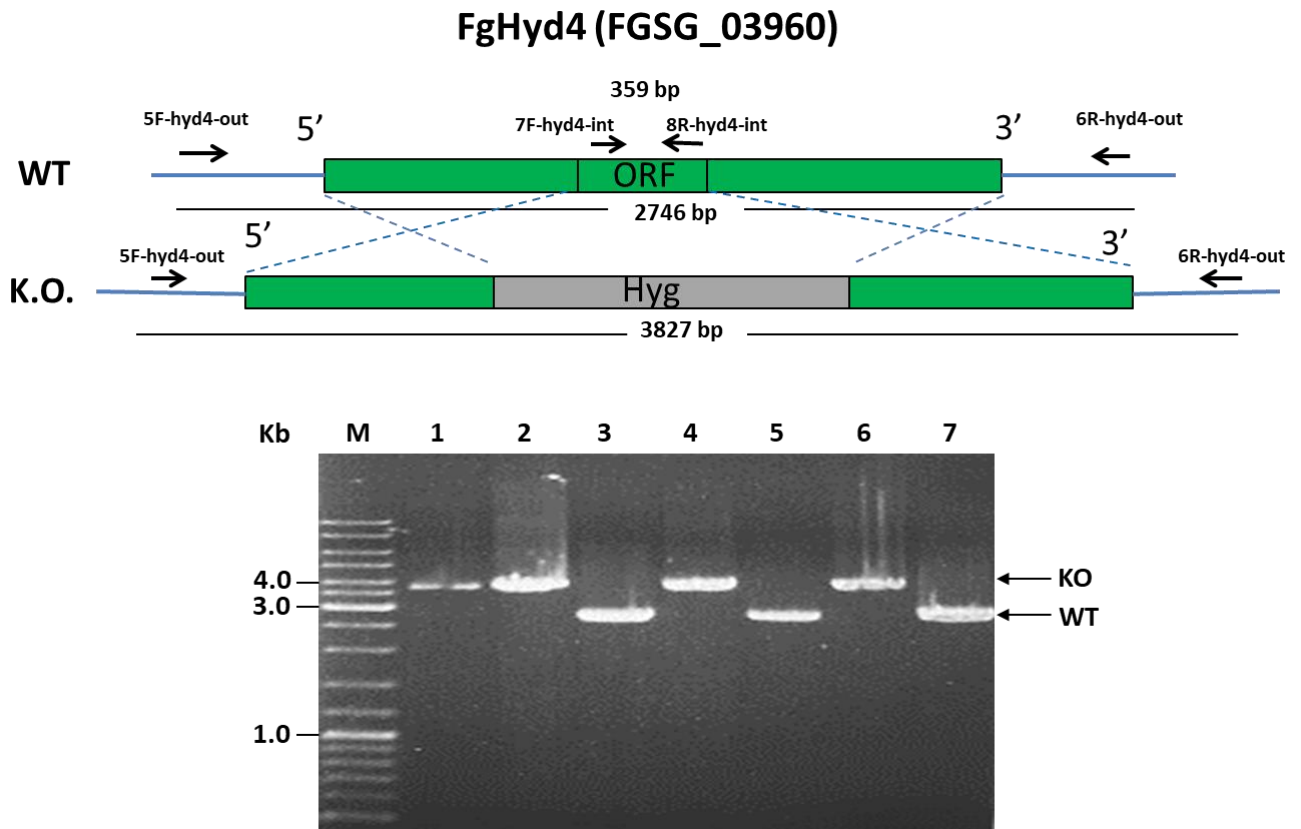 FgHyd4 (FGSG_03960)
359 bp
5F-hyd4-out 5’ 7F-hyd4-int 8R-hyd4-int 3’ 6R-hyd4-out
WT ORF
2746 bp
5’ 3’
5F-hyd4-out 6R-hyd4-out
K.O. Hyg
3827 bp
Kb M 1 2 3 4 5 6 7
4.0 KO
3.0 WT
1.0